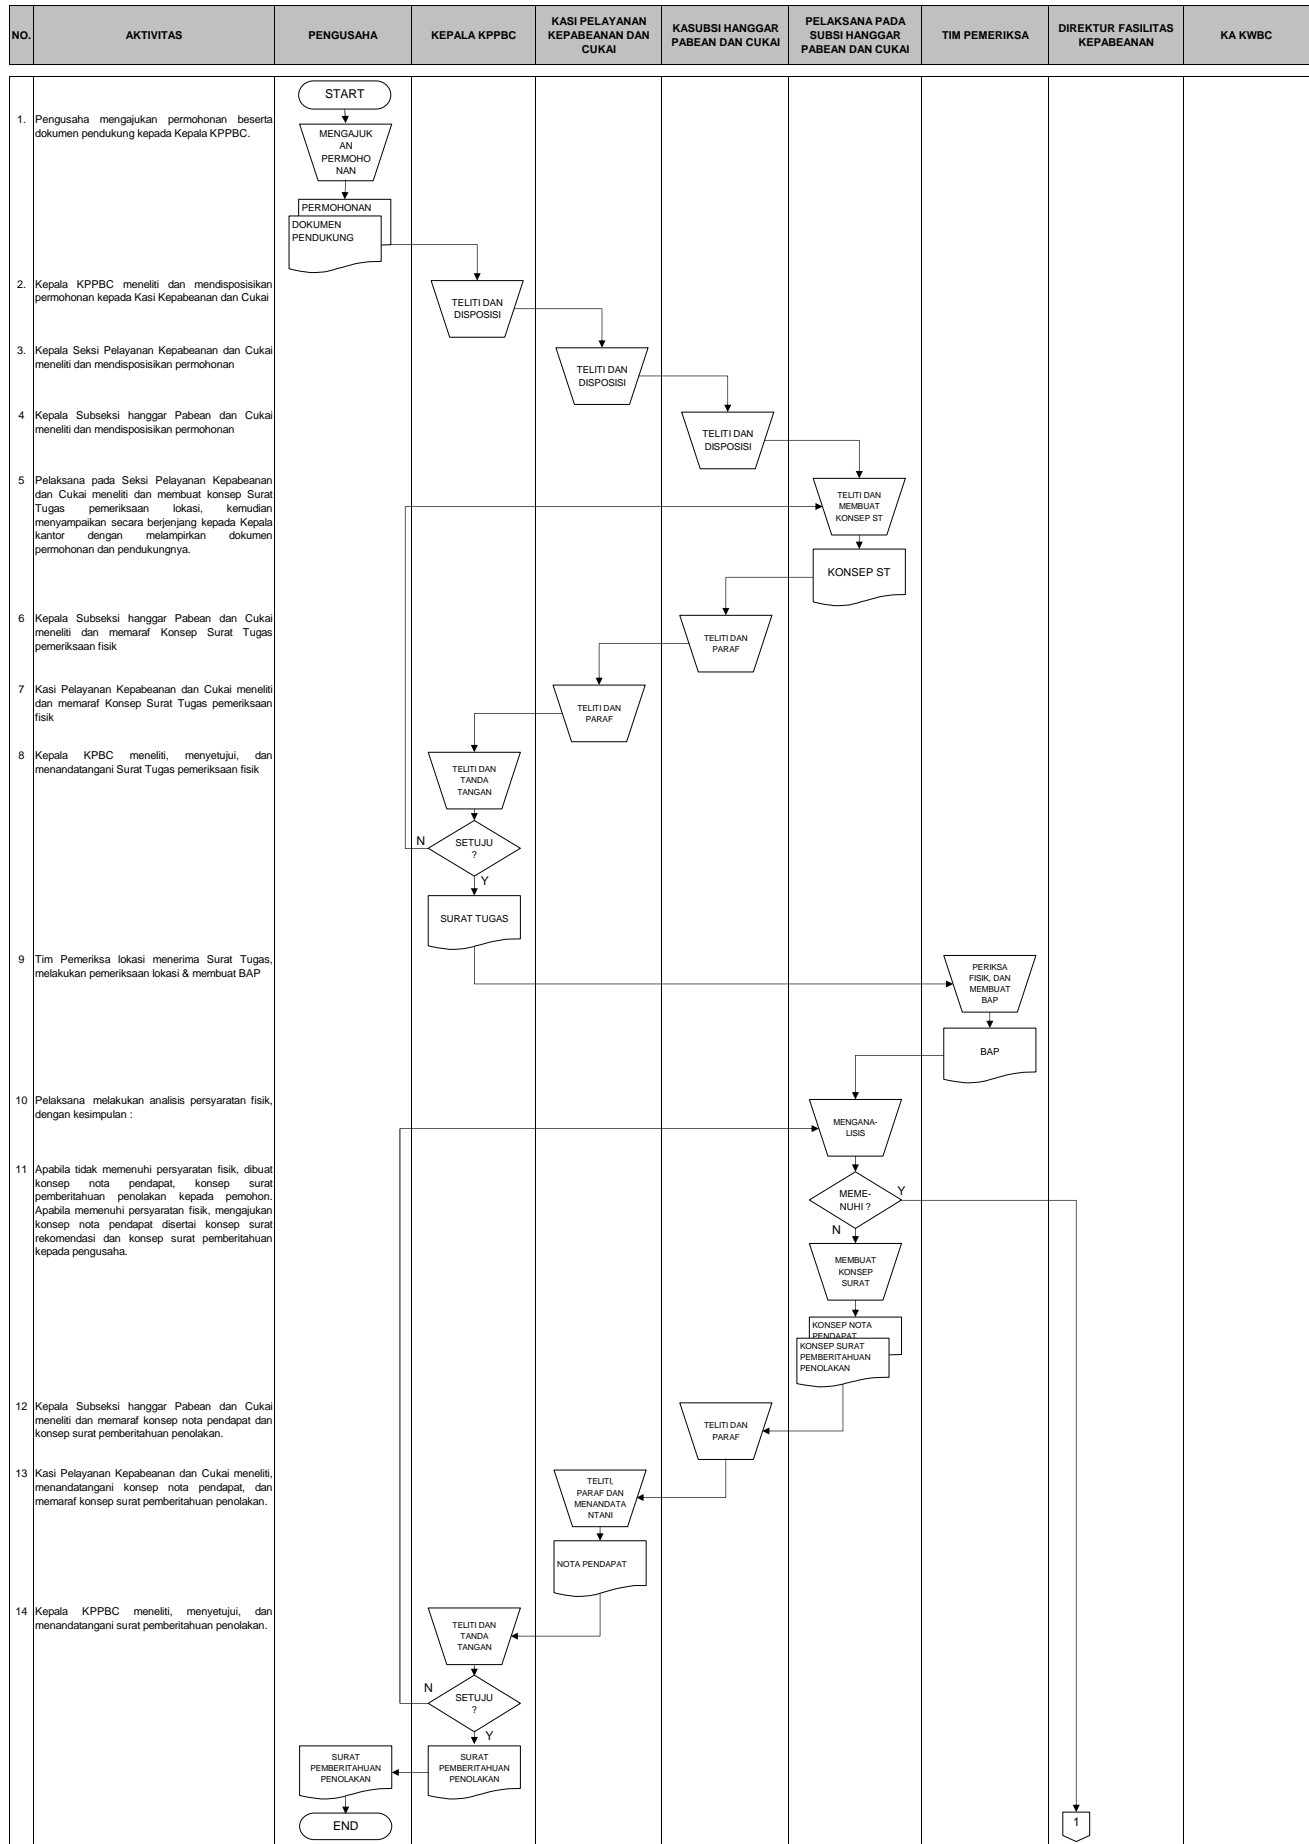 NO.
AKTIVITAS
PENGUSAHA
KEPALA KPPBC
KASI PELAYANAN
KEPABEANAN DAN
CUKAI
KASUBSI HANGGAR
PABEAN DAN CUKAI
PELAKSANA PADA
SUBSI HANGGAR
PABEAN DAN CUKAI
TIM PEMERIKSA
DIREKTUR FASILITAS
KEPABEANAN
KA KWBC
START
1. Pengusaha mengajukan permohonan beserta
dokumen pendukung kepada Kepala KPPBC.
MENGAJUK
AN
PERMOHO
NAN
PERMOHONAN
DOKUMEN
PENDUKUNG
2. Kepala KPPBC meneliti dan mendisposisikan
permohonan kepada Kasi Kepabeanan dan Cukai
TELITI DAN
DISPOSISI
3. Kepala Seksi Pelayanan Kepabeanan dan Cukai
meneliti dan mendisposisikan permohonan
TELITI DAN
DISPOSISI
4 Kepala Subseksi hanggar Pabean dan Cukai
meneliti dan mendisposisikan permohonan
TELITI DAN
DISPOSISI
5 Pelaksana pada Seksi Pelayanan Kepabeanan
dan Cukai meneliti dan membuat konsep Surat
Tugas pemeriksaan lokasi, kemudian
menyampaikan secara berjenjang kepada Kepala
kantor dengan melampirkan dokumen
permohonan dan pendukungnya.
TELITI DAN
MEMBUAT
KONSEP ST
KONSEP ST
6 Kepala Subseksi hanggar Pabean dan Cukai
meneliti dan memaraf Konsep Surat Tugas
pemeriksaan fisik
TELITI DAN
PARAF
7 Kasi Pelayanan Kepabeanan dan Cukai meneliti
dan memaraf Konsep Surat Tugas pemeriksaan
fisik
TELITI DAN
PARAF
8 Kepala KPBC meneliti, menyetujui, dan
menandatangani Surat Tugas pemeriksaan fisik
TELITI DAN
TANDA
TANGAN
N
SETUJU
?
Y
SURAT TUGAS
9 Tim Pemeriksa lokasi menerima Surat Tugas,
melakukan pemeriksaan lokasi & membuat BAP
PERIKSA
FISIK, DAN
MEMBUAT
BAP
BAP
10 Pelaksana melakukan analisis persyaratan fisik,
dengan kesimpulan :
MENGANA-
LISIS
11 Apabila tidak memenuhi persyaratan fisik, dibuat
konsep nota pendapat, konsep surat
pemberitahuan penolakan kepada pemohon.
Apabila memenuhi persyaratan fisik, mengajukan
konsep nota pendapat disertai konsep surat
rekomendasi dan konsep surat pemberitahuan
kepada pengusaha.
MEME-
NUHI ?
Y
N
MEMBUAT
KONSEP
SURAT
KONSEP NOTA
PENDAPAT
KONSEP SURAT
PEMBERITAHUAN
PENOLAKAN
12 Kepala Subseksi hanggar Pabean dan Cukai
meneliti dan memaraf konsep nota pendapat dan
konsep surat pemberitahuan penolakan.
TELITI DAN
PARAF
13 Kasi Pelayanan Kepabeanan dan Cukai meneliti,
menandatangani konsep nota pendapat, dan
memaraf konsep surat pemberitahuan penolakan.
TELITI,
PARAF DAN
MENANDATA
NTANI
NOTA PENDAPAT
14 Kepala KPPBC meneliti, menyetujui, dan
menandatangani surat pemberitahuan penolakan.
TELITI DAN
TANDA
TANGAN
N
SETUJU
?
Y
SURAT
PEMBERITAHUAN
PENOLAKAN
SURAT
PEMBERITAHUAN
PENOLAKAN
END
1